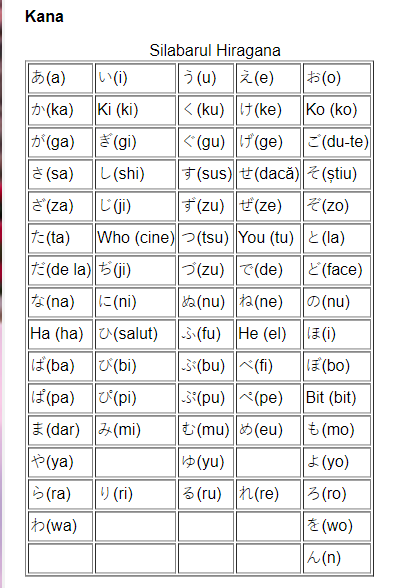 Kana
Silabarul Hiragana
あ(a) い(i) う(u) え(e) お(o)
か(ka) Ki (ki) く(ku) け(ke) Ko (ko)
が(ga) ぎ(gi) ぐ(gu) げ(ge) ご(du-te)
さ(sa) し(shi) す(sus) せ(dacă) そ(știu)
ざ(za) じ(ji) ず(zu) ぜ(ze) ぞ(zo)
た(ta) Who (cine) つ(tsu) You (tu) と(la)
だ(de la) ぢ(ji) づ(zu) で(de) ど(face)
な(na) に(ni) ぬ(nu) ね(ne) の(nu)
Ha (ha) ひ(salut) ふ(fu) He (el) ほ(i)
ば(ba) び(bi) ぶ(bu) べ(fi) ぼ(bo)
ぱ(pa) ぴ(pi) ぷ(pu) ぺ(pe) Bit (bit)
ま(dar) み(mi) む(mu) め(eu) も(mo)
や(ya) ゆ(yu) よ(yo)
ら(ra) り(ri) る(ru) れ(re) ろ(ro)
わ(wa) を(wo)
ん(n)